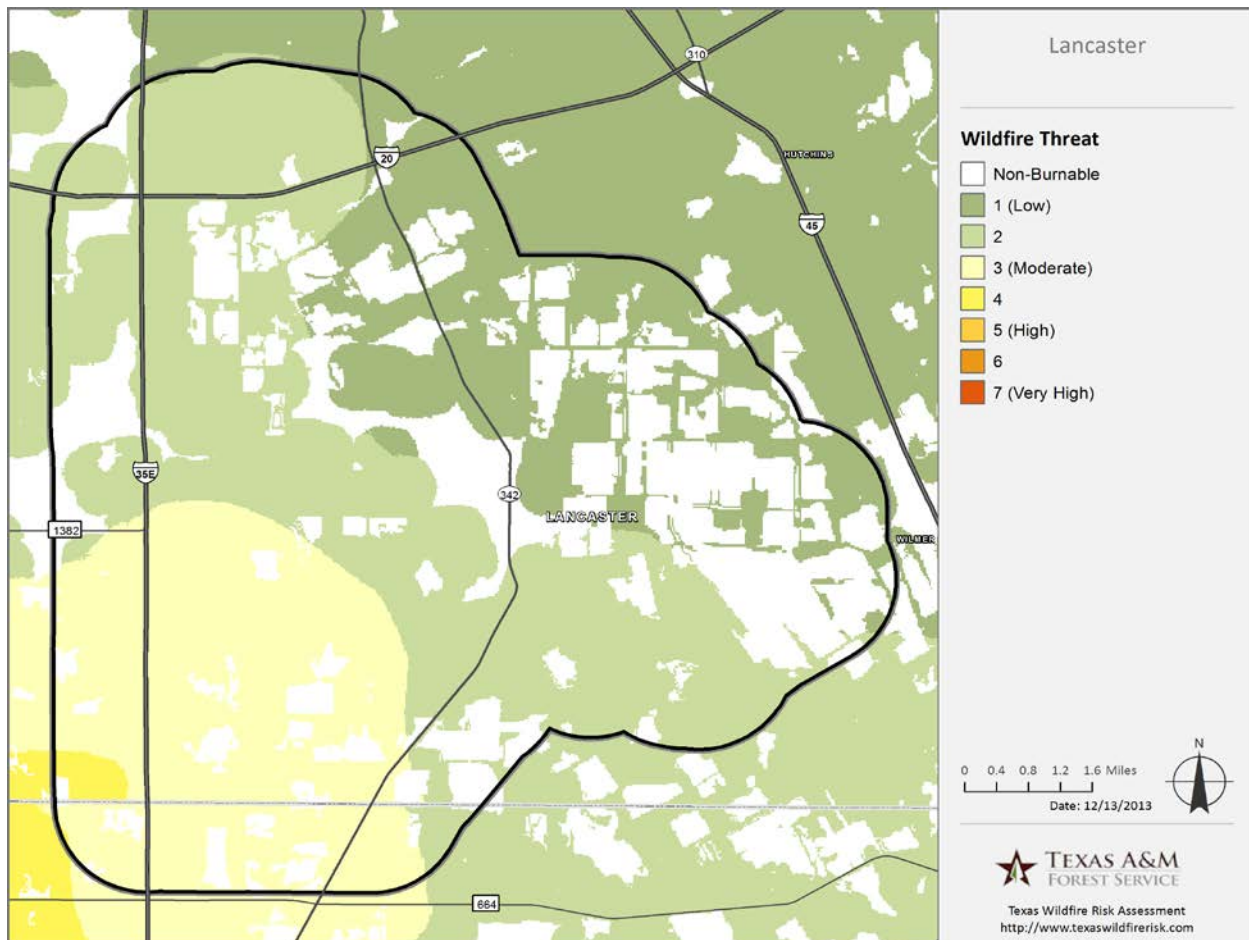 Lancaster
Wildfire Threat
Non-Burnable
1 (Low)
2
3 (Moderate)
4
5 (High)
6
7 (Very High)
310
HUTCHINS
20
45
35E
342
LANCASTER
1382
WILMER
664
N
0 0.4 0.8 1.2 1.6 Miles
Date: 12/13/2013
TEXAS A&M
FOREST SERVICE
Texas Wildfire Risk Assessment
http://www.texaswildfirerisk.com